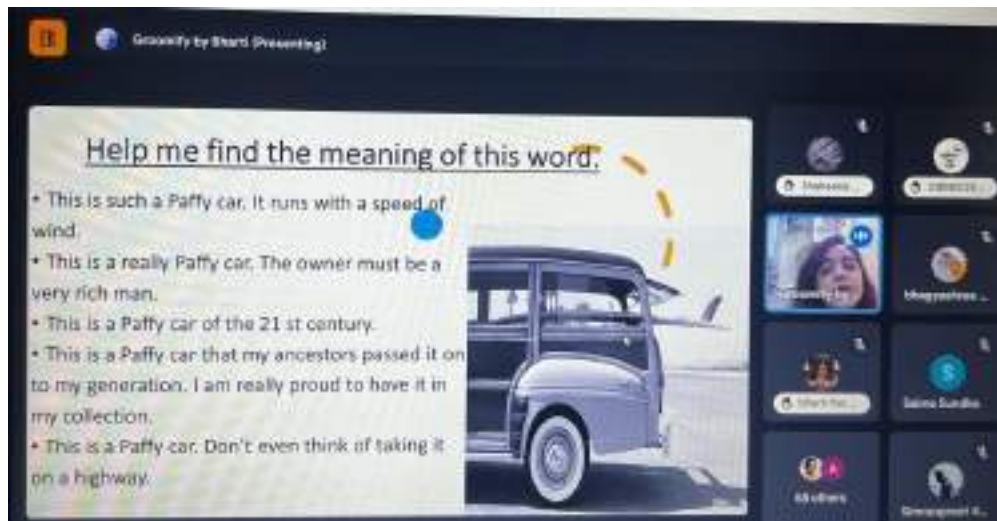 Groomify by Bharti (Presenting)
Help me find the meaning of this word.
• This is such a Paffy car. It runs with a speed of
wind.
• This is a really Paffy car. The owner must be a
very rich man.
• This is a Paffy car of the 21 st century.
• This is a Paffy car that my ancestors passed it on
to my generation. I am really proud to have it in
my collection.
• This is a Paffy car. Don't even think of taking it
on a highway.
S
A
68 others